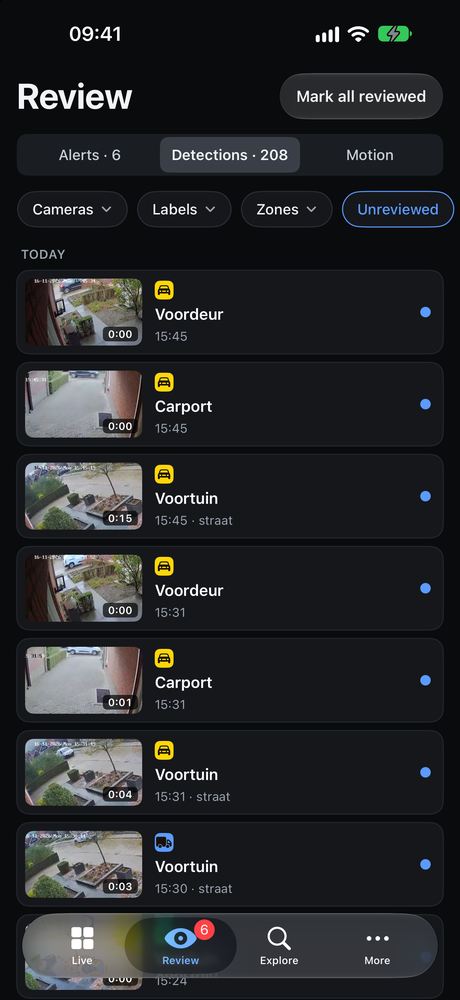 09:41
Review
Mark all reviewed
Alerts · 6
Detections · 208
Motion
Cameras
Labels
Zones
Unreviewed
TODAY
0:00
Voordeur
15:45
0:00
Carport
15:45
0:15
Voortuin
15:45 · straat
0:00
Voordeur
15:31
0:01
Carport
15:31
0:04
Voortuin
15:31 · straat
0:03
Voortuin
15:30 · straat
0:00
15:24
Live
6
Review
Explore
More